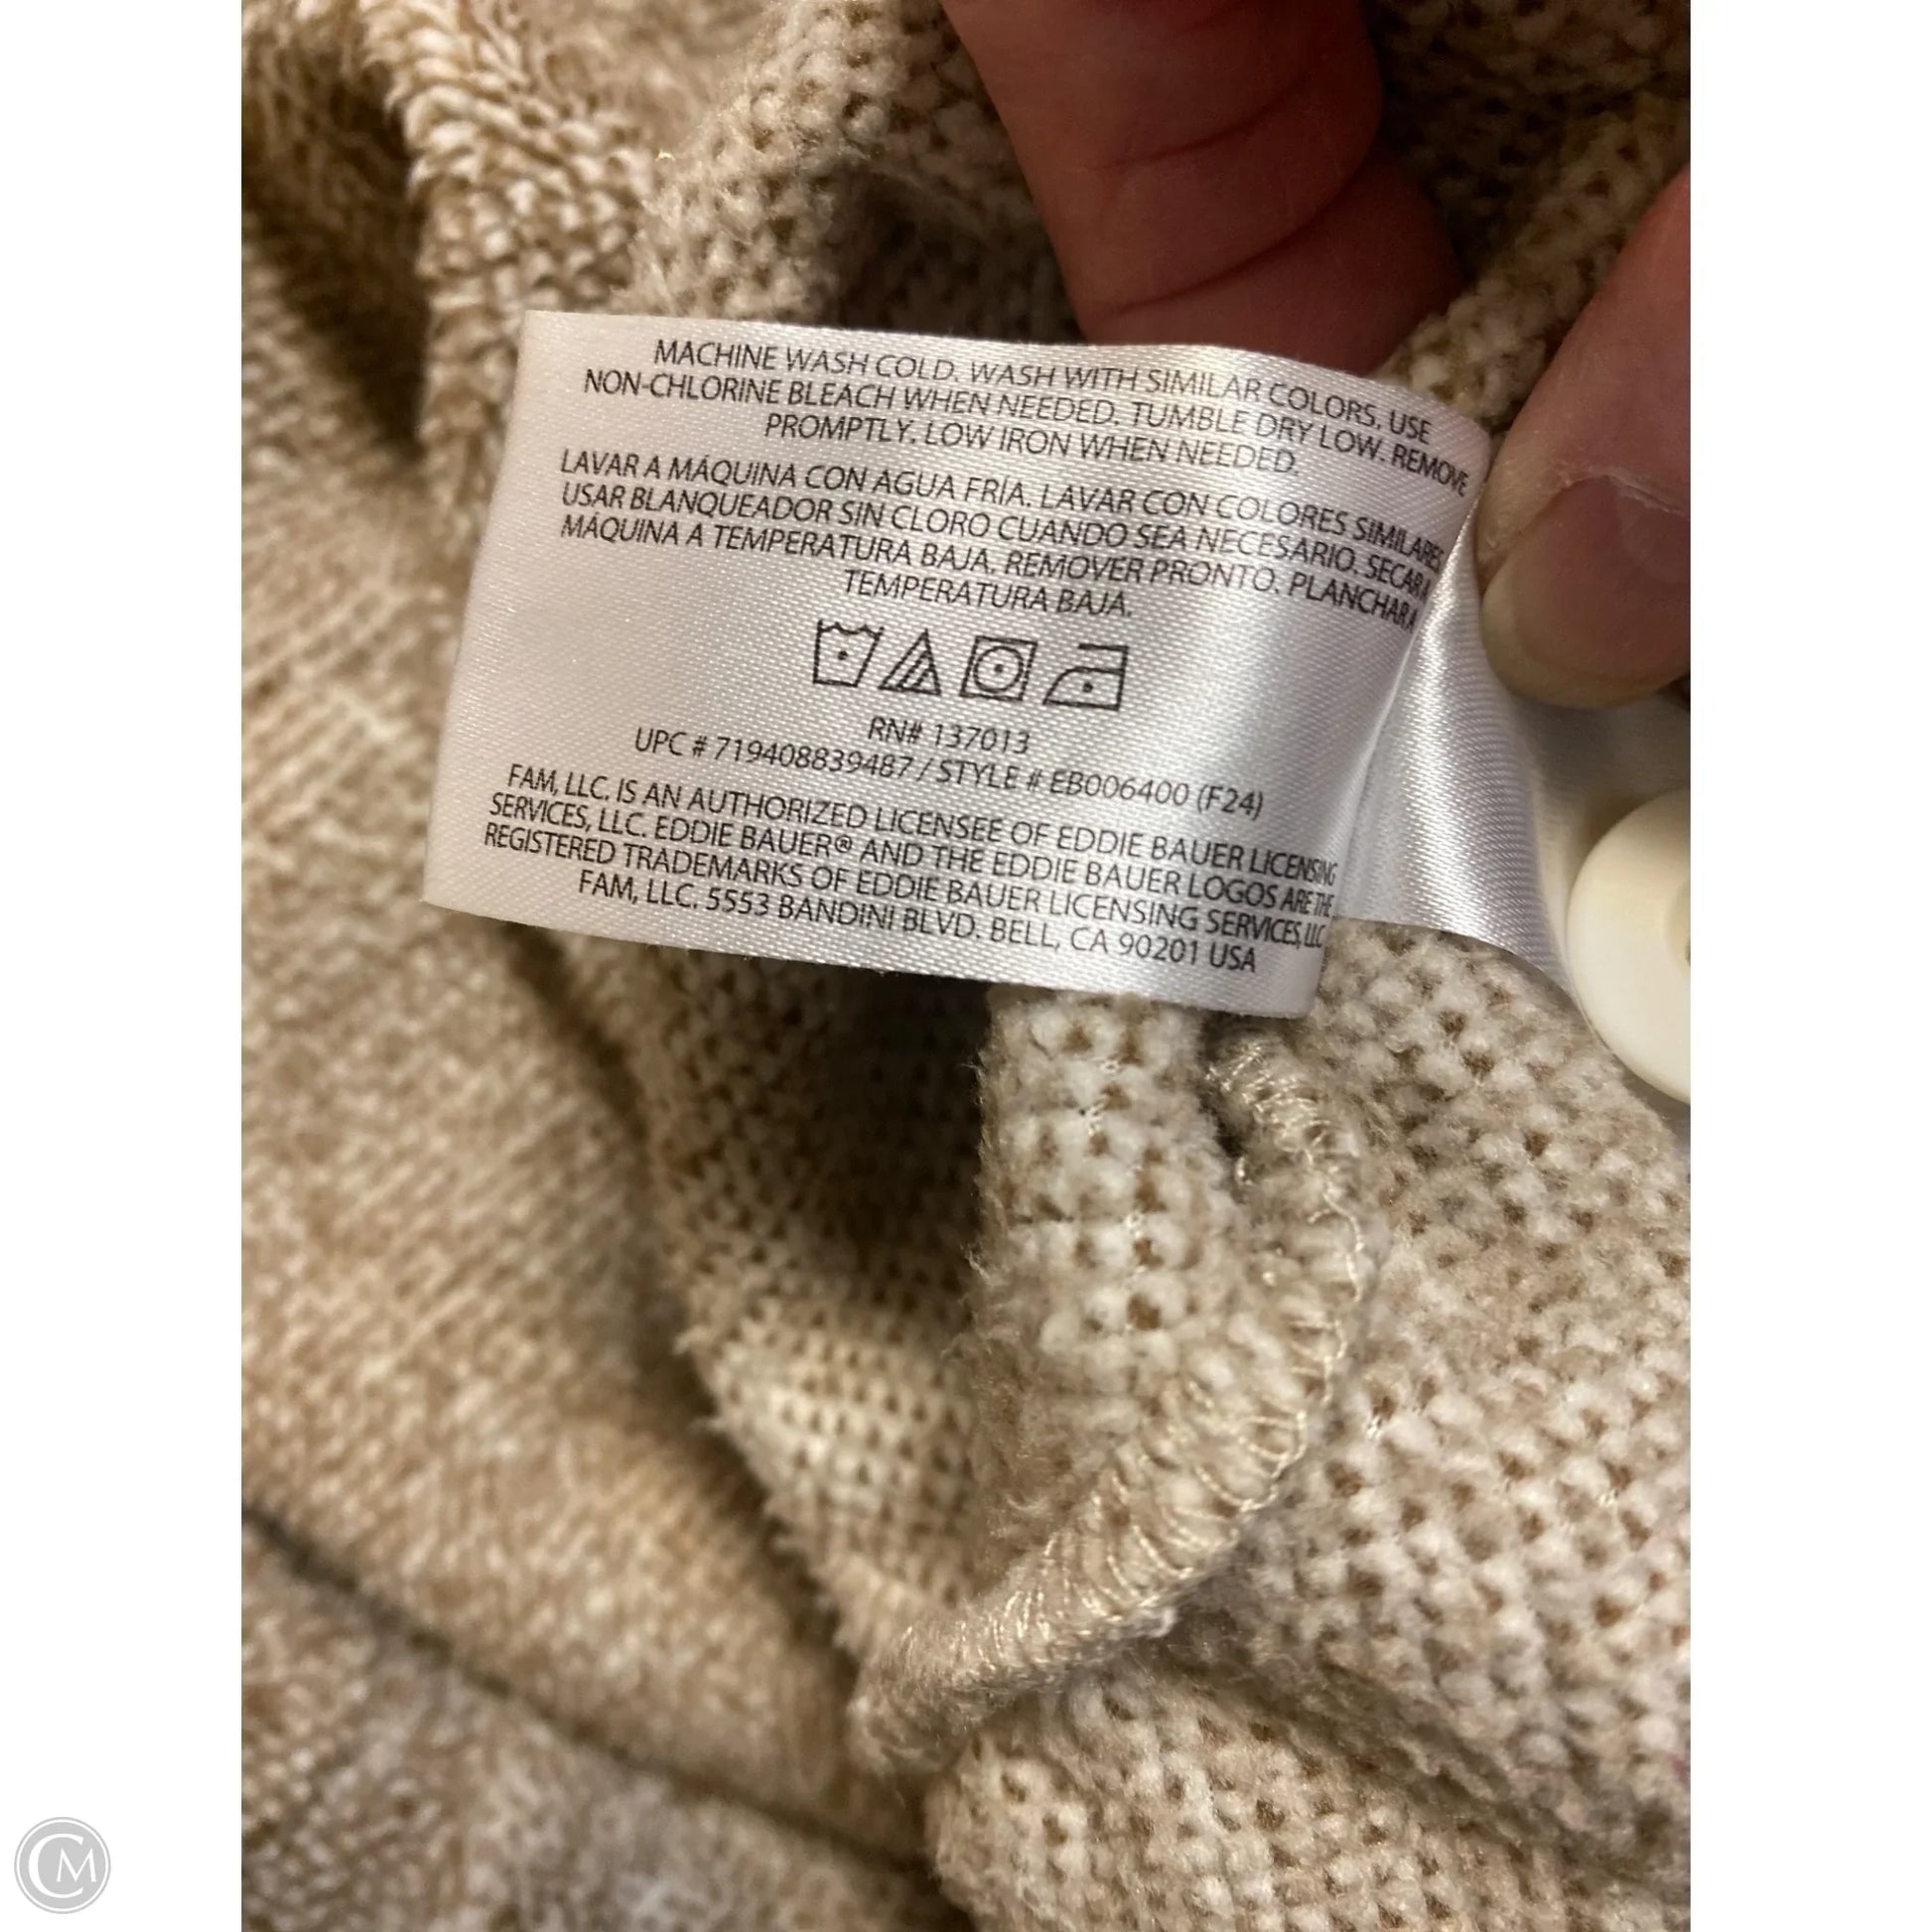 MACHINE WASH COLD. WASH WITH SIMILAR COLORS. USE
NON-CHLORINE BLEACH WHEN NEEDED. TUMBLE DRY LOW. REMOVE
PROMPTLY. LOW IRON WHEN NEEDED.
LAVAR A MÁQUINA CON AGUA FRÍA. LAVAR CON COLORES SIMILARES
USAR BLANQUEADOR SIN CLORO CUANDO SEA NECESARIO. SECAR A
MÁQUINA A TEMPERATURA BAJA. REMOVER PRONTO. PLANCHAR A
TEMPERATURA BAJA.
RN# 137013
UPC # 719408839487 / STYLE # EB006400 (F24)
FAM, LLC. IS AN AUTHORIZED LICENSEE OF EDDIE BAUER LICENSING
SERVICES, LLC. EDDIE BAUER® AND THE EDDIE BAUER LOGOS ARE THE
REGISTERED TRADEMARKS OF EDDIE BAUER LICENSING SERVICES, LLC
FAM, LLC. 5553 BANDINI BLVD. BELL, CA 90201 USA
CM